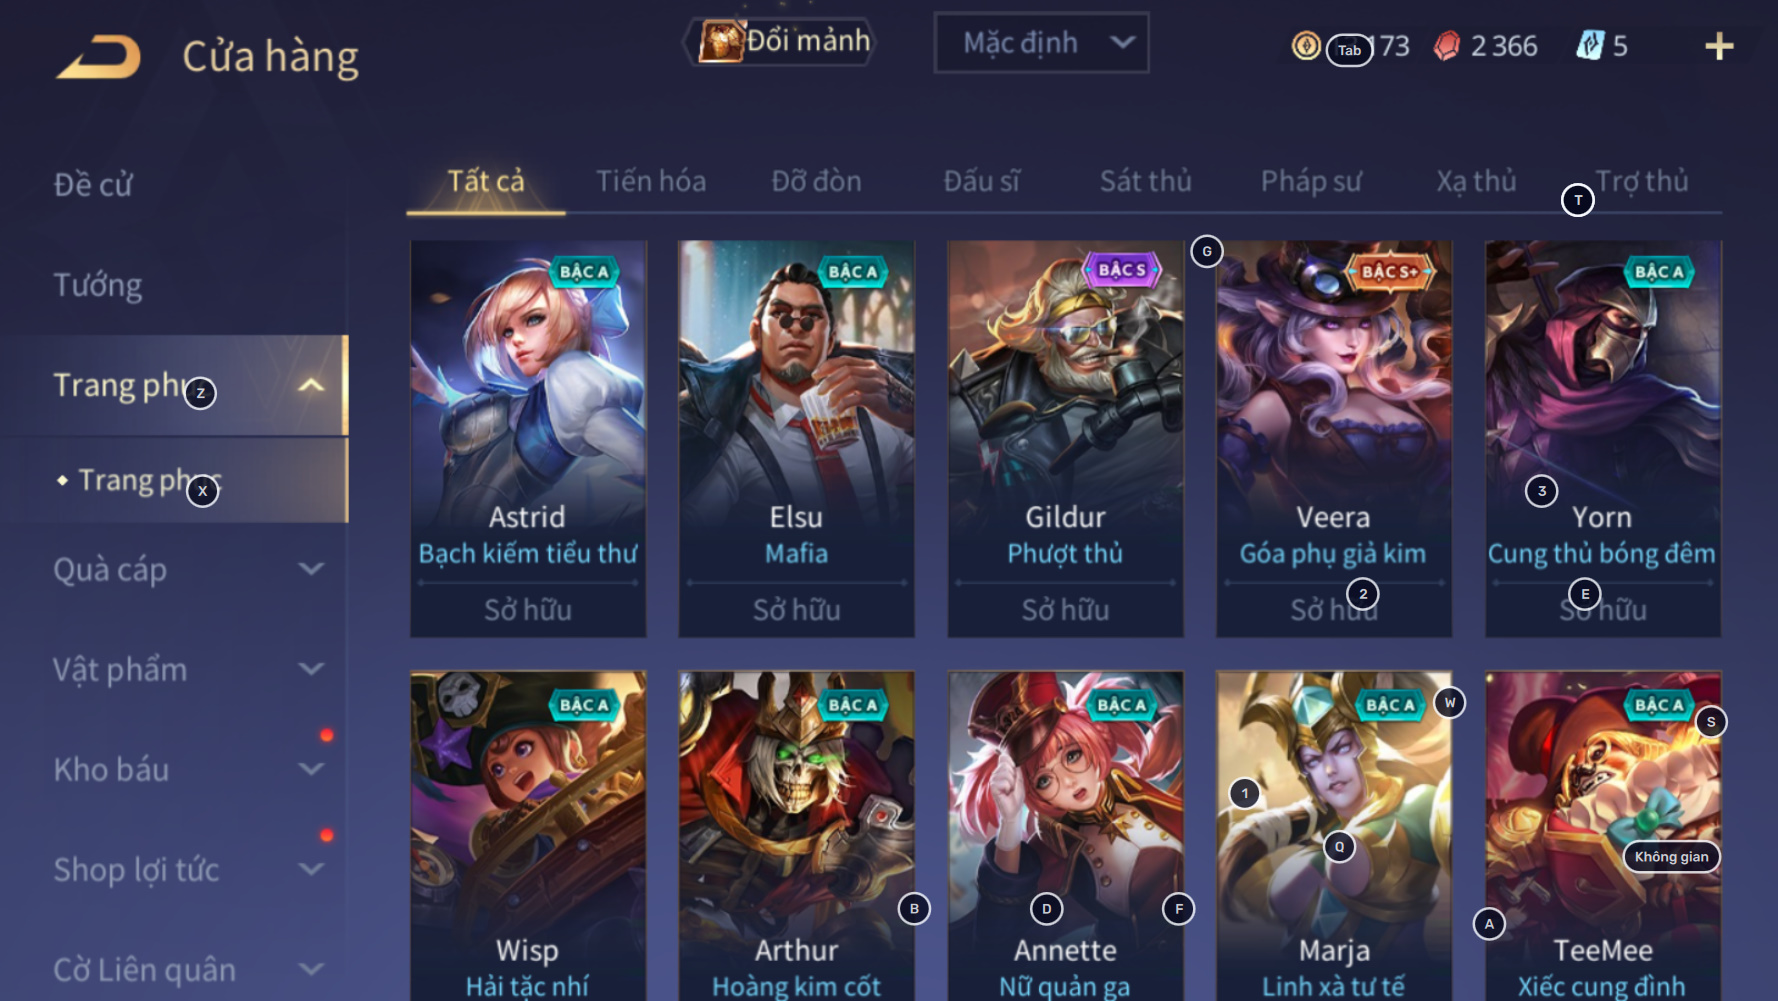 Cửa hàng
Đổi mảnh
Mặc định
Tab
173
2 366
5
Đề cử
Tướng
Z
X
Quà cáp
Vật phẩm
Kho báu
Shop lợi tức
Cờ Liên quân
Tất cả
Tiến hóa
Đỡ đòn
Đấu sĩ
Sát thủ
Pháp sư
Xạ thủ
T
Trợ thủ
G
BẬC A
Astrid
Bạch kiếm tiểu thư
Sở hữu
BẬC A
Elsu
Mafia
Sở hữu
BẬC S
Gildur
Phượt thủ
Sở hữu
BẬC S+
Veera
Góa phụ giả kim
2
Sở hữu
BẬC A
3
Yorn
Cung thủ bóng đêm
E
Sở hữu
BẬC A
Wisp
Hải tặc nhí
BẬC A
B
Arthur
Hoàng kim cốt
BẬC A
D
F
Annette
Nữ quản ga
BẬC A
W
1
Q
Marja
Linh xà tư tế
BẬC A
S
Không gian
A
TeeMee
Xiếc cung đình